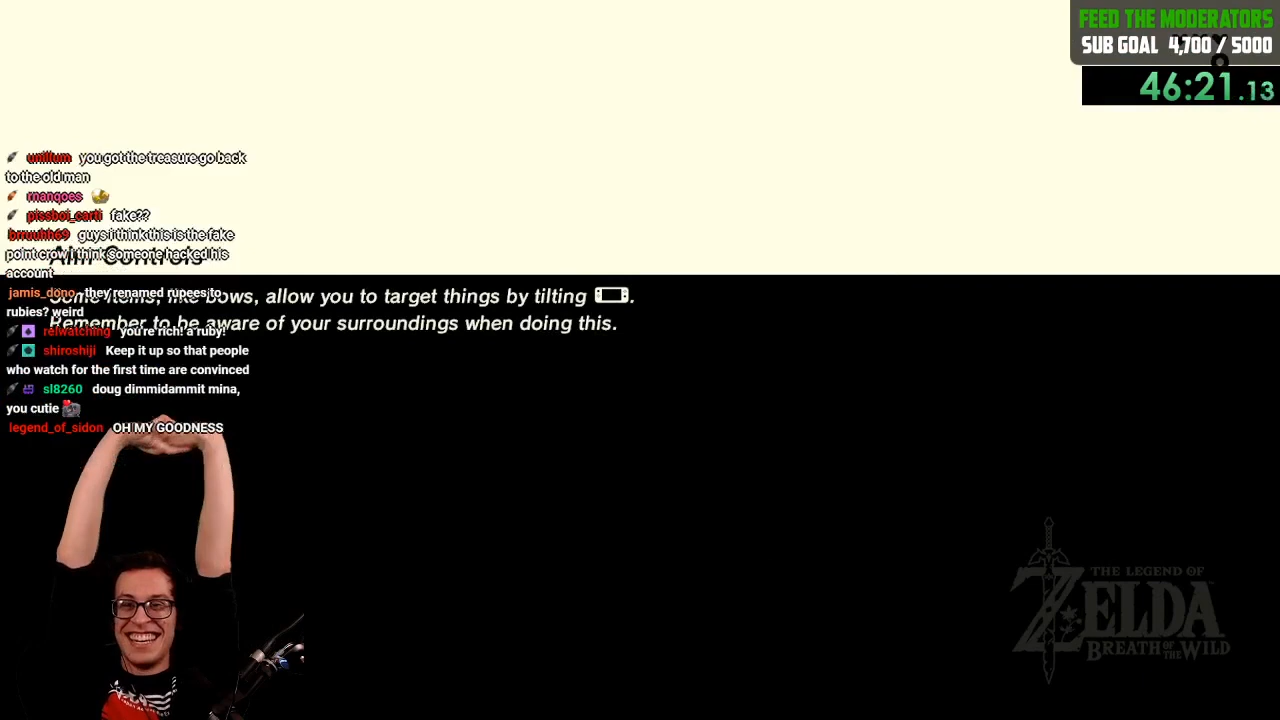 FEED THE MODERATORS
SUB GOAL 4,700 / 5000
46:21.13
unilium you got the treasure go back
to the old man
mangoes
pissboi_carti fake??
brruuhh69 guys i think this is the fake
point crow i think someone hacked his
account
Aim Controls
jamis_dono they renamed rupees to
rubies? weird
Some items, like bows, allow you to target things by tilting
Remember to be aware of your surroundings when doing this.
relwatching you're rich! a ruby!
shiroshiji Keep it up so that people
who watch for the first time are convinced
sl8260 doug dimmidammit mina,
you cutie
legend_of_sidon OH MY GOODNESS
THE LEGEND OF
ZELDA
BREATH OF THE WILD